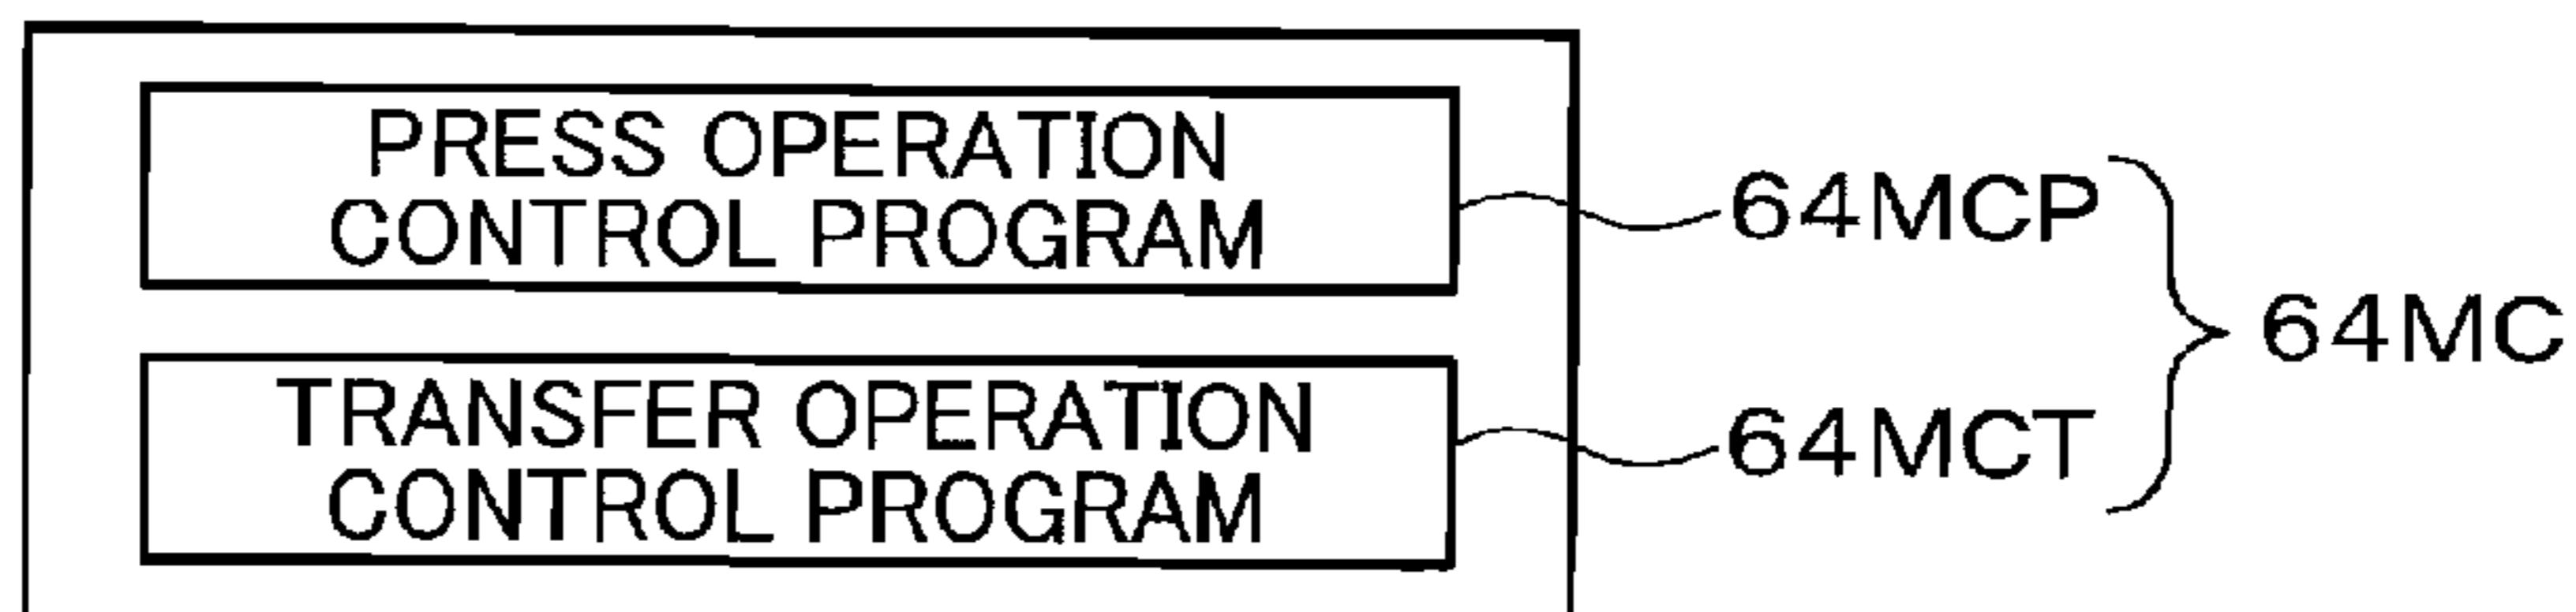 PRESS OPERATION
CONTROL PROGRAM
64MCP
64MC
TRANSFER OPERATION
CONTROL PROGRAM
64MCT